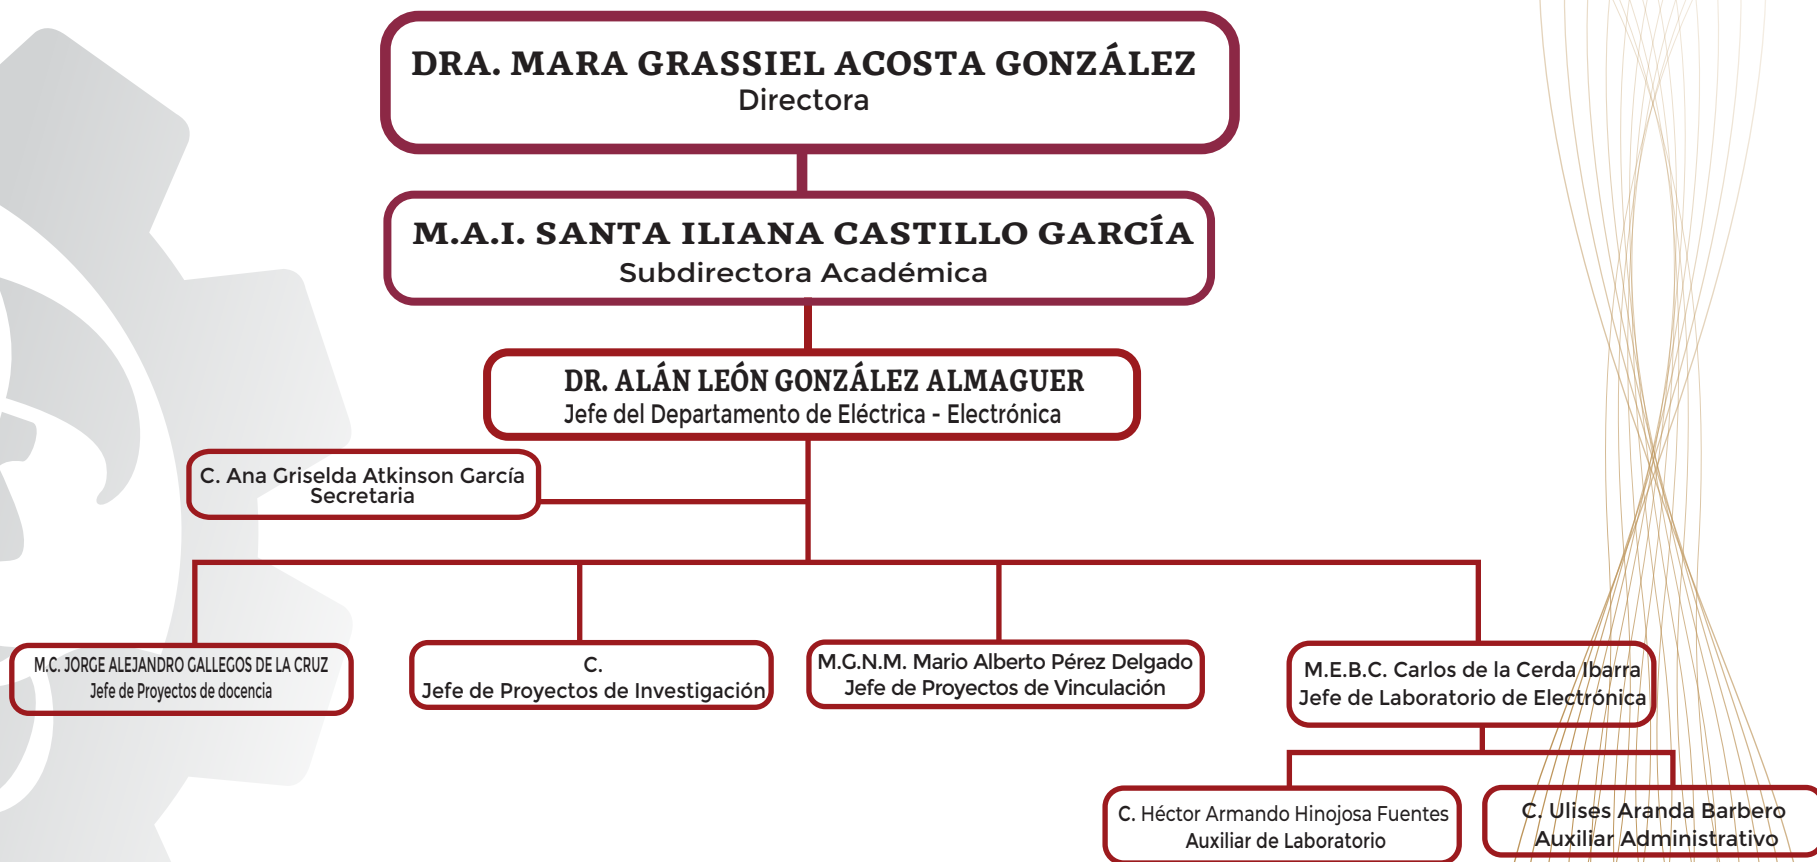 DRA. MARA GRASSIEL ACOSTA GONZÁLEZ
Directora
M.A.I. SANTA ILIANA CASTILLO GARCÍA
Subdirectora Académica
DR. ALÁN LEÓN GONZÁLEZ ALMAGUER
Jefe del Departamento de Eléctrica - Electrónica
C. Ana Griselda Atkinson García
Secretaria
M.C. JORGE ALEJANDRO GALLEGOS DE LA CRUZ
Jefe de Proyectos de docencia
C.
Jefe de Proyectos de Investigación
M.G.N.M. Mario Alberto Pérez Delgado
Jefe de Proyectos de Vinculación
M.E.B.C. Carlos de la Cerda Ibarra
Jefe de Laboratorio de Electrónica
C. Héctor Armando Hinojosa Fuentes
Auxiliar de Laboratorio
C. Ulises Aranda Barbero
Auxiliar Administrativo